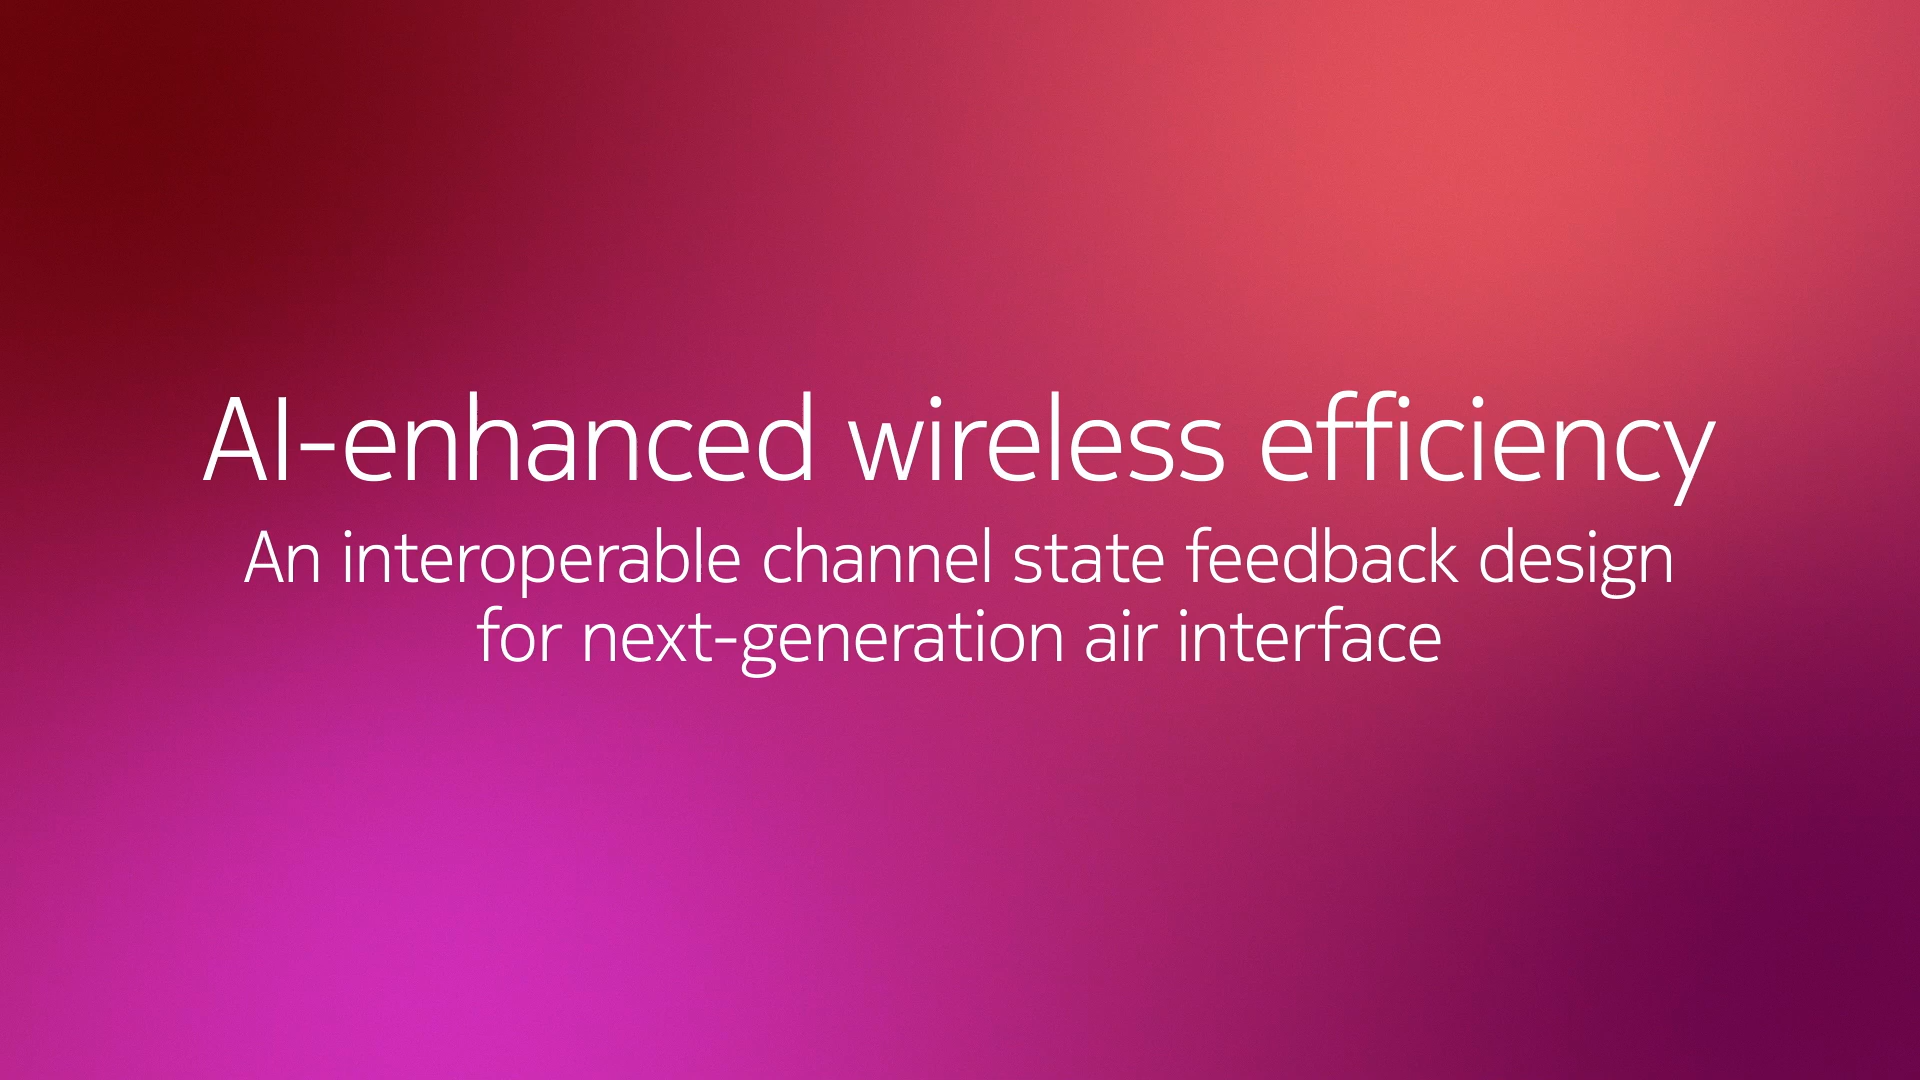 AI-enhanced wireless efficiency
An interoperable channel state feedback design
for next-generation air interface